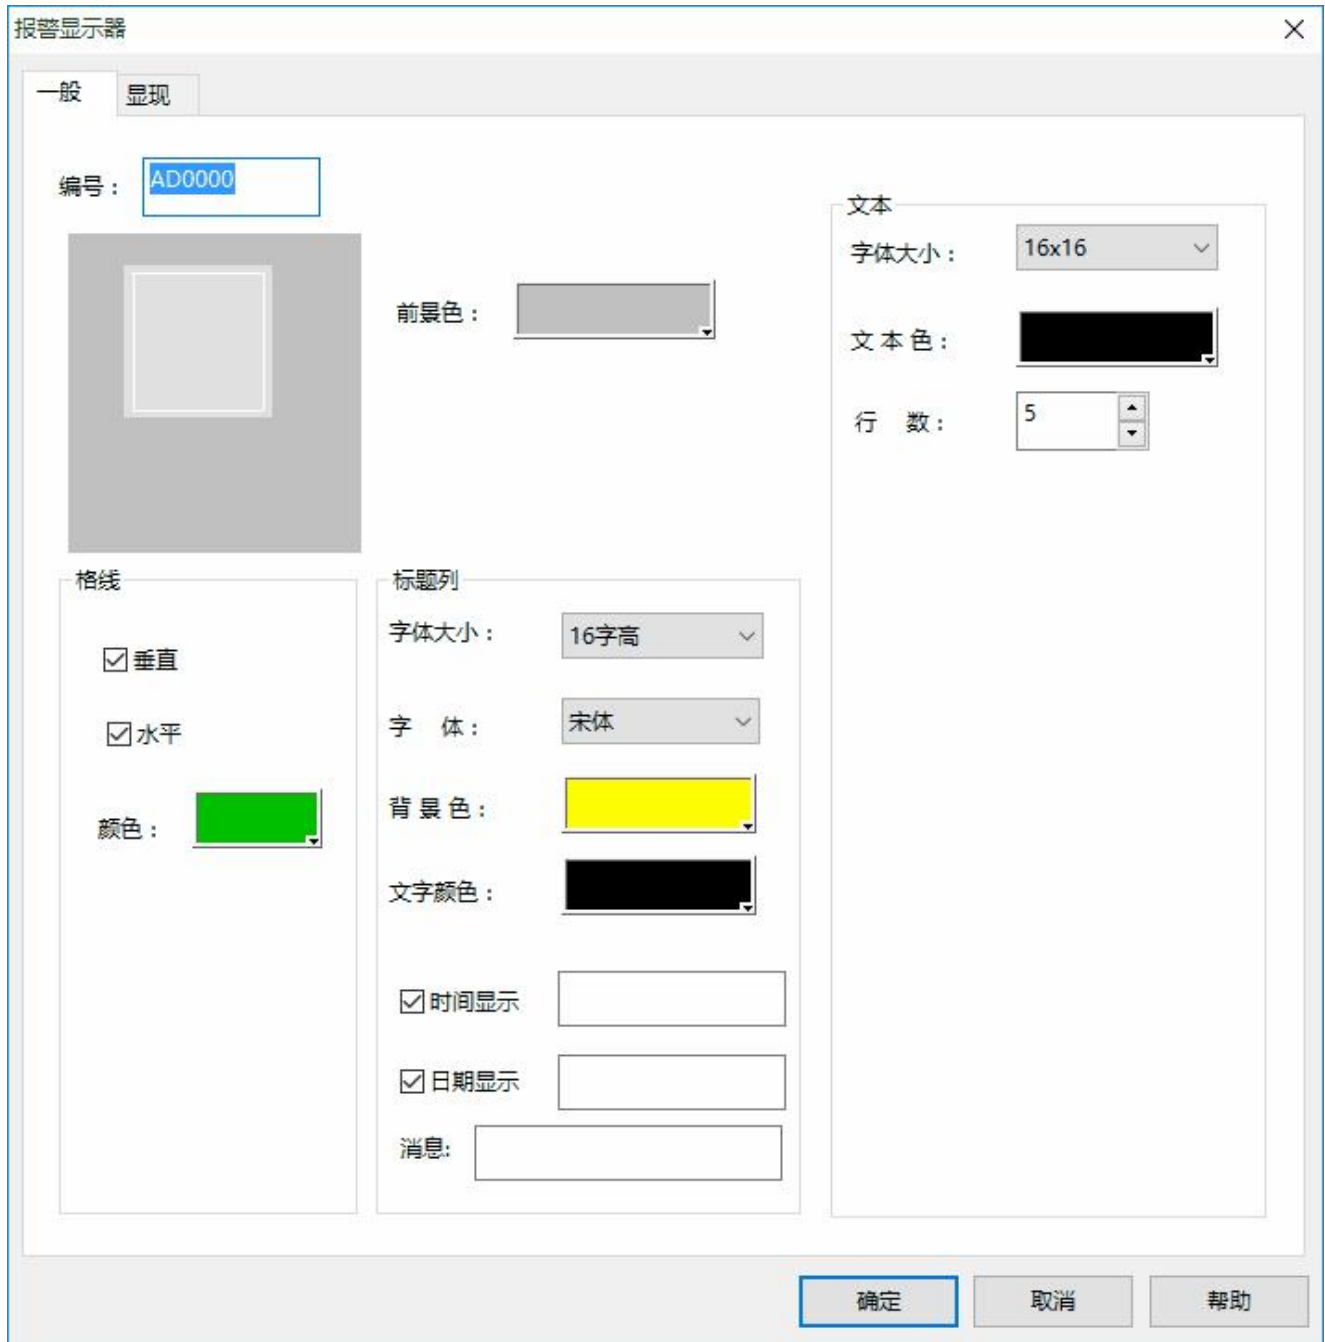 报警显示器
一般
显现
编号：
AD0000
前景色：
文本
字体大小：
16x16
文 本 色：
行 数：
5
格线
垂直
水平
颜色：
标题列
字体大小：
16字高
字 体：
宋体
背 景 色：
文字颜色：
时间显示
日期显示
消息:
确定
取消
帮助